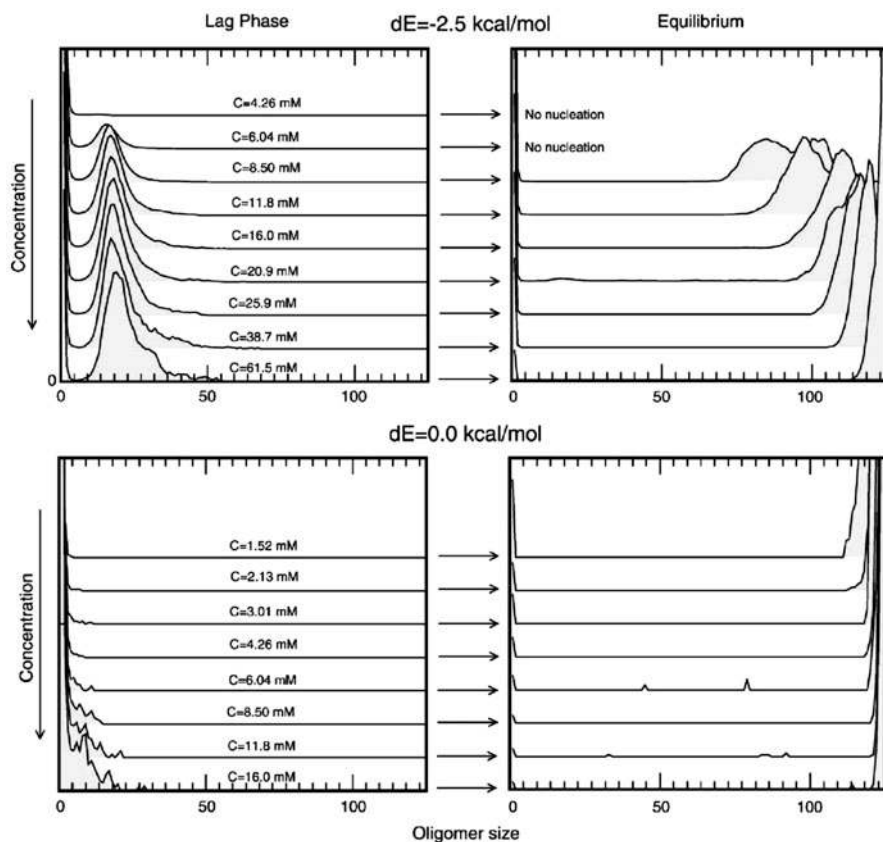 Lag Phase dE=-2.5 kcal/mol Equilibrium
Concentration
C=4.26 mM No nucleation
C=6.04 mM No nucleation
C=8.50 mM
C=11.8 mM
C=16.0 mM
C=20.9 mM
C=25.9 mM
C=38.7 mM
C=61.5 mM
0
0 50 100 0 50 100
dE=0.0 kcal/mol
Concentration
C=1.52 mM
C=2.13 mM
C=3.01 mM
C=4.26 mM
C=6.04 mM
C=8.50 mM
C=11.8 mM
C=16.0 mM
0 50 100 0 50 100
Oligomer size